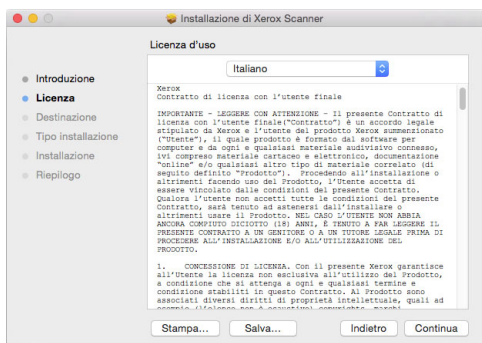 Installazione di Xerox Scanner
Licenza d'uso
Italiano
Introduzione
Licenza
Destinazione
Tipo installazione
Installazione
Riepilogo
Xerox
Contratto di licenza con l'utente finale
IMPORTANTE - LEGGERE CON ATTENZIONE - Il presente Contratto di
licenza con l'utente finale("Contratto") è un accordo legale
stipulato da Xerox e l'utente del prodotto Xerox summenzionato
("Utente"), il quale prodotto è formato dal software per
computer e da ogni e qualsiasi materiale audivisivo connesso,
ivi compreso materiale cartaceo e elettronico, documentazione
"online" e/o qualsiasi altro tipo di materiale correlato (di
seguito definito "Prodotto").  Procedendo all'installazione o
altrimenti facendo uso del Prodotto, l'Utente accetta di
essere vincolato dalle condizioni del presente Contratto.
Qualora l'utente non accetti tutte le condizioni del presente
Contratto, sarà tenuto ad astenersi dall'installare o
altrimenti usare il Prodotto. NEL CASO L'UTENTE NON ABBIA
ANCORA COMPIUTO DICIOTTO (18) ANNI, È TENUTO A FAR LEGGERE IL
PRESENTE CONTRATTO A UN GENITORE O A UN TUTORE LEGALE PRIMA DI
PROCEDERE ALL'INSTALLAZIONE E/O ALL'UTILIZZAZIONE DEL
PRODOTTO.
1. CONCESSIONE DI LICENZA. Con il presente Xerox garantisce
all'Utente la licenza non esclusiva all'utilizzo del Prodotto,
a condizione che si attenga a ogni e qualsiasi termine e
condizione stabiliti in questo Contratto. Al Prodotto sono
associati diversi diritti di proprietà intellettuale, quali ad
Stampa...
Salva...
Indietro
Continua